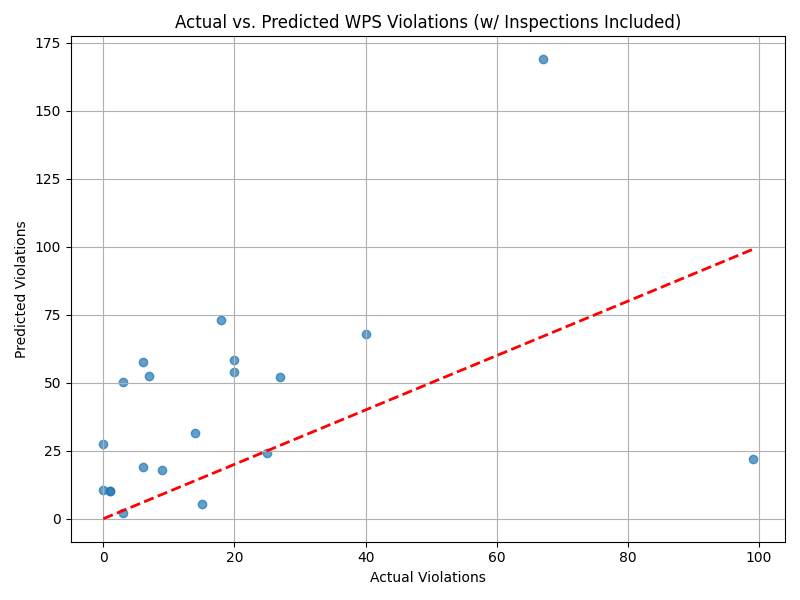 Actual vs. Predicted WPS Violations (w/ Inspections Included)
175
150
125
100
75
50
25
0
Predicted Violations
0 20 40 60 80 100
Actual Violations